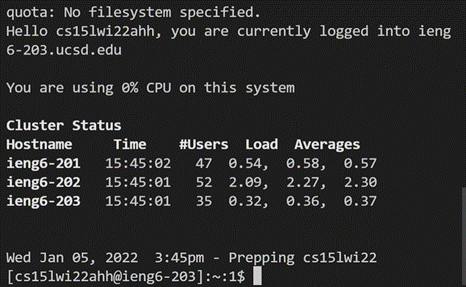 quota: No filesystem specified.
Hello cs15lwi22ahh, you are currently logged into ieng
6-203.ucsd.edu
You are using 0% CPU on this system
Cluster Status
Hostname Time #Users Load Averages
ieng6-201 15:45:02 47 0.54, 0.58, 0.57
ieng6-202 15:45:01 52 2.09, 2.27, 2.30
ieng6-203 15:45:01 35 0.32, 0.36, 0.37
Wed Jan 05, 2022 3:45pm - Prepping cs15lwi22
[cs15lwi22ahh@ieng6-203]:~:1$